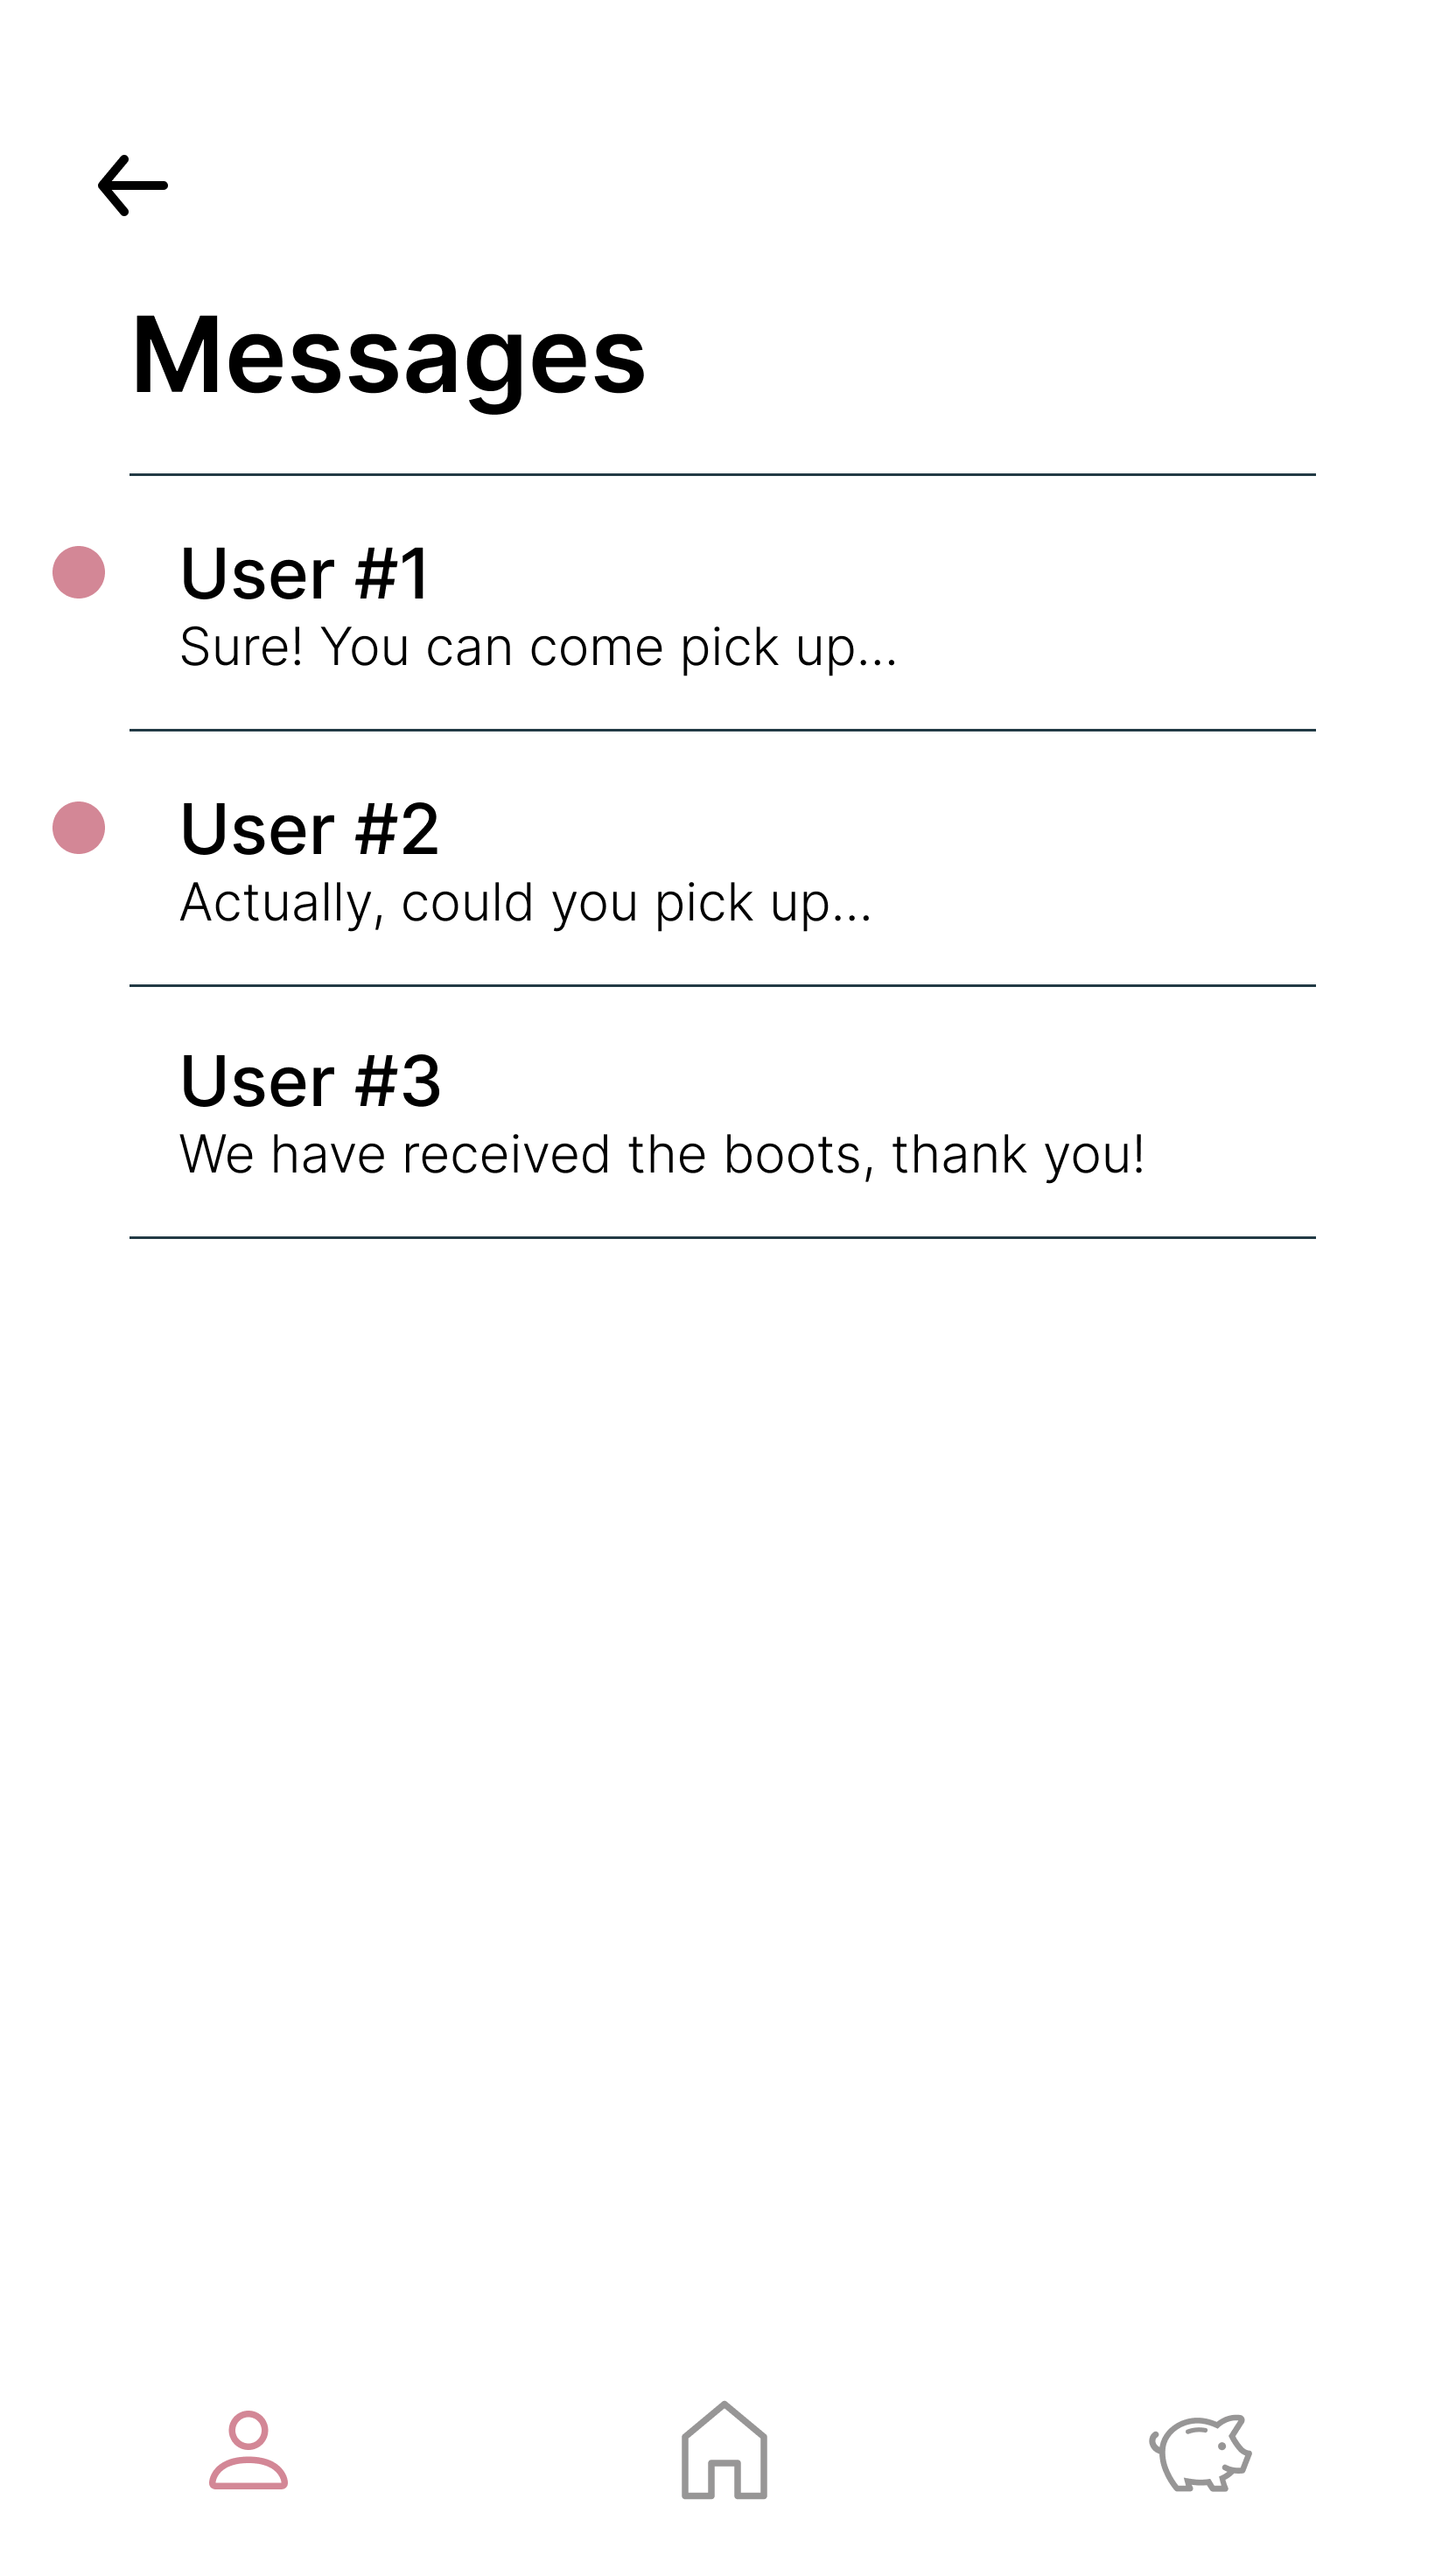 Messages
User #1
Sure! You can come pick up...
User #2
Actually, could you pick up...
User #3
We have received the boots, thank you!